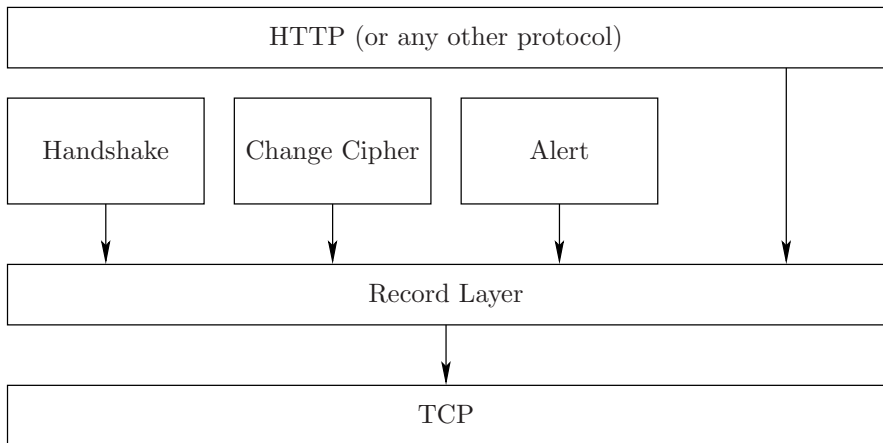 HTTP (or any other protocol)
Handshake
Change Cipher
Alert
Record Layer
TCP